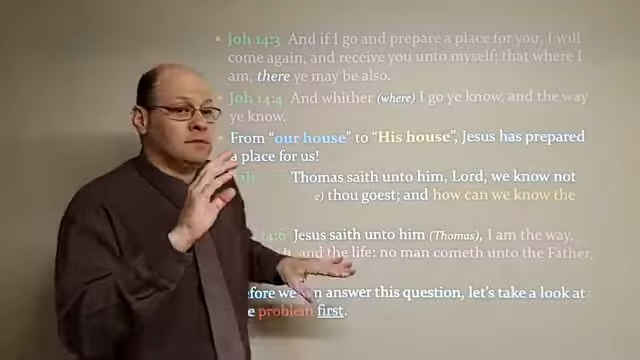 • Joh 14:3 And if I go and prepare a place for you, I will
come again, and receive you unto myself; that where I
am, there ye may be also.
• Joh 14:4 And whither (where) I go ye know, and the way
ye know.
From "our house" to "His house", Jesus has prepared
a place for us!
Thomas saith unto him, Lord, we know not
e) thou goest; and how can we know the
14:6 Jesus saith unto him (Thomas), I am the way,
and the life: no man cometh unto the Father,
efore we answer this question, let's take a look at
e problem first.